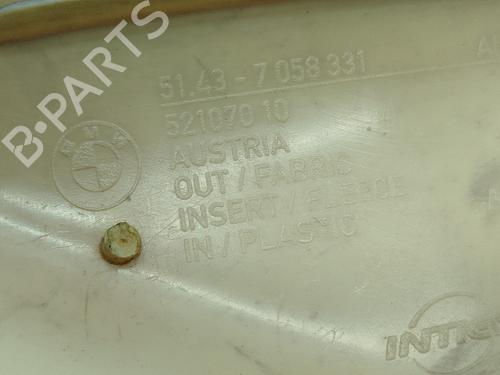 B-PARTS
BMW
51.43 - 7 058 331
521070 10
AUSTRIA
OUT / FABRIC
INSERT / FLEECE
IN / PLASTIC